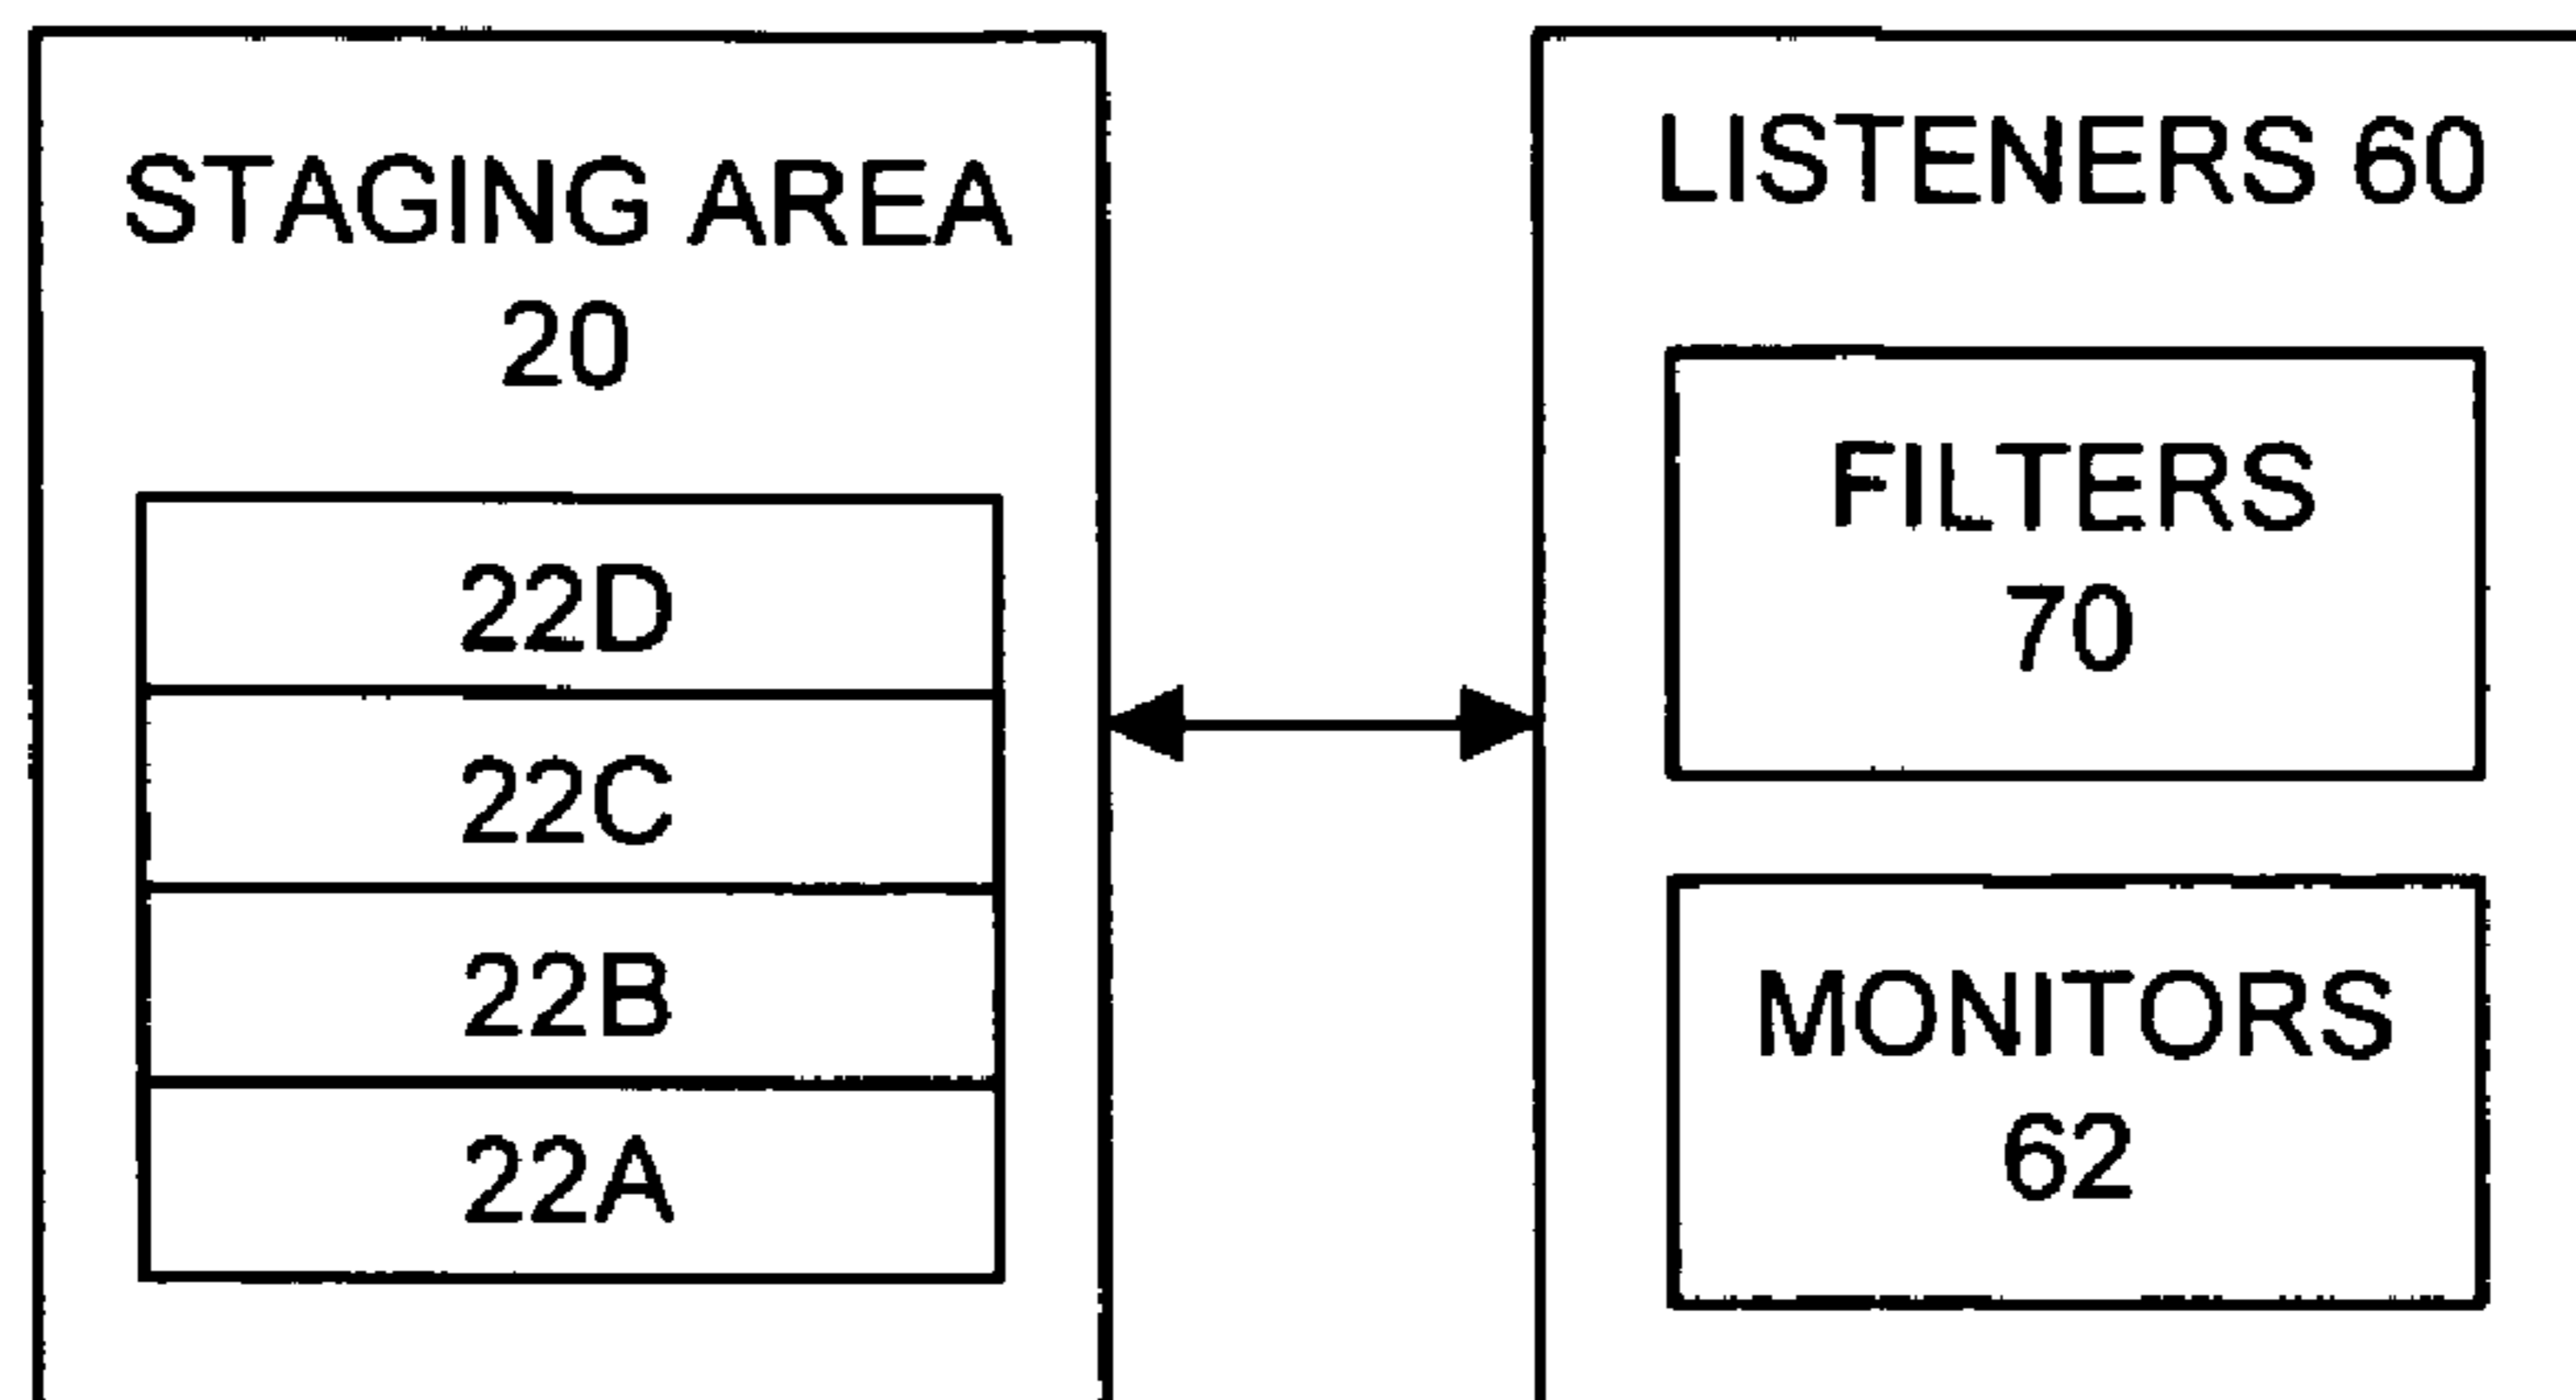 STAGING AREA
20
22D
22C
22B
22A
LISTENERS 60
FILTERS
70
MONITORS
62